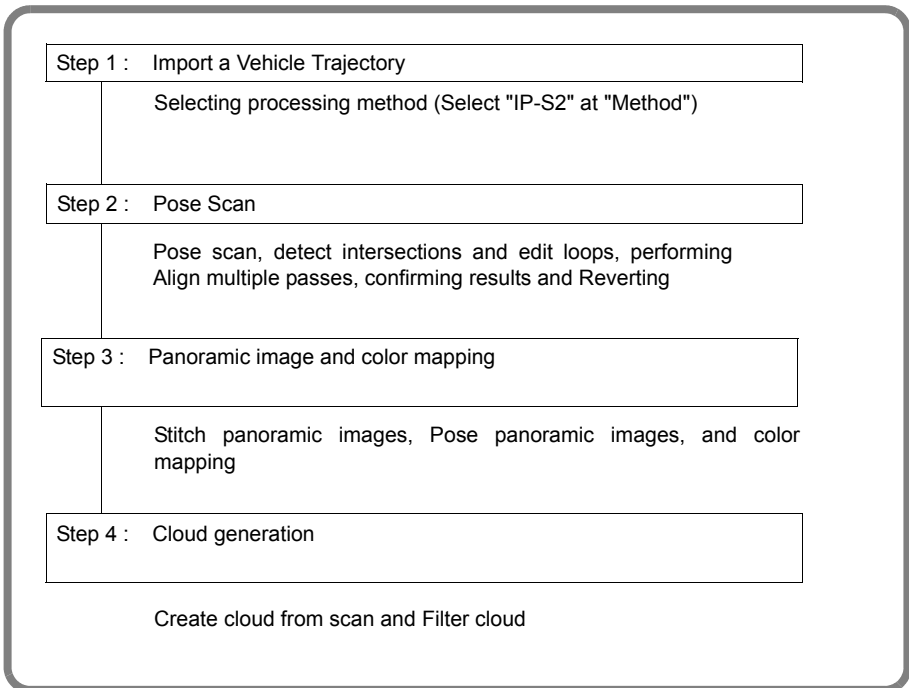 Step 1 : Import a Vehicle Trajectory
Selecting processing method (Select "IP-S2" at "Method")
Step 2 : Pose Scan
Pose scan, detect intersections and edit loops, performing
Align multiple passes, confirming results and Reverting
Step 3 : Panoramic image and color mapping
Stitch panoramic images, Pose panoramic images, and color
mapping
Step 4 : Cloud generation
Create cloud from scan and Filter cloud